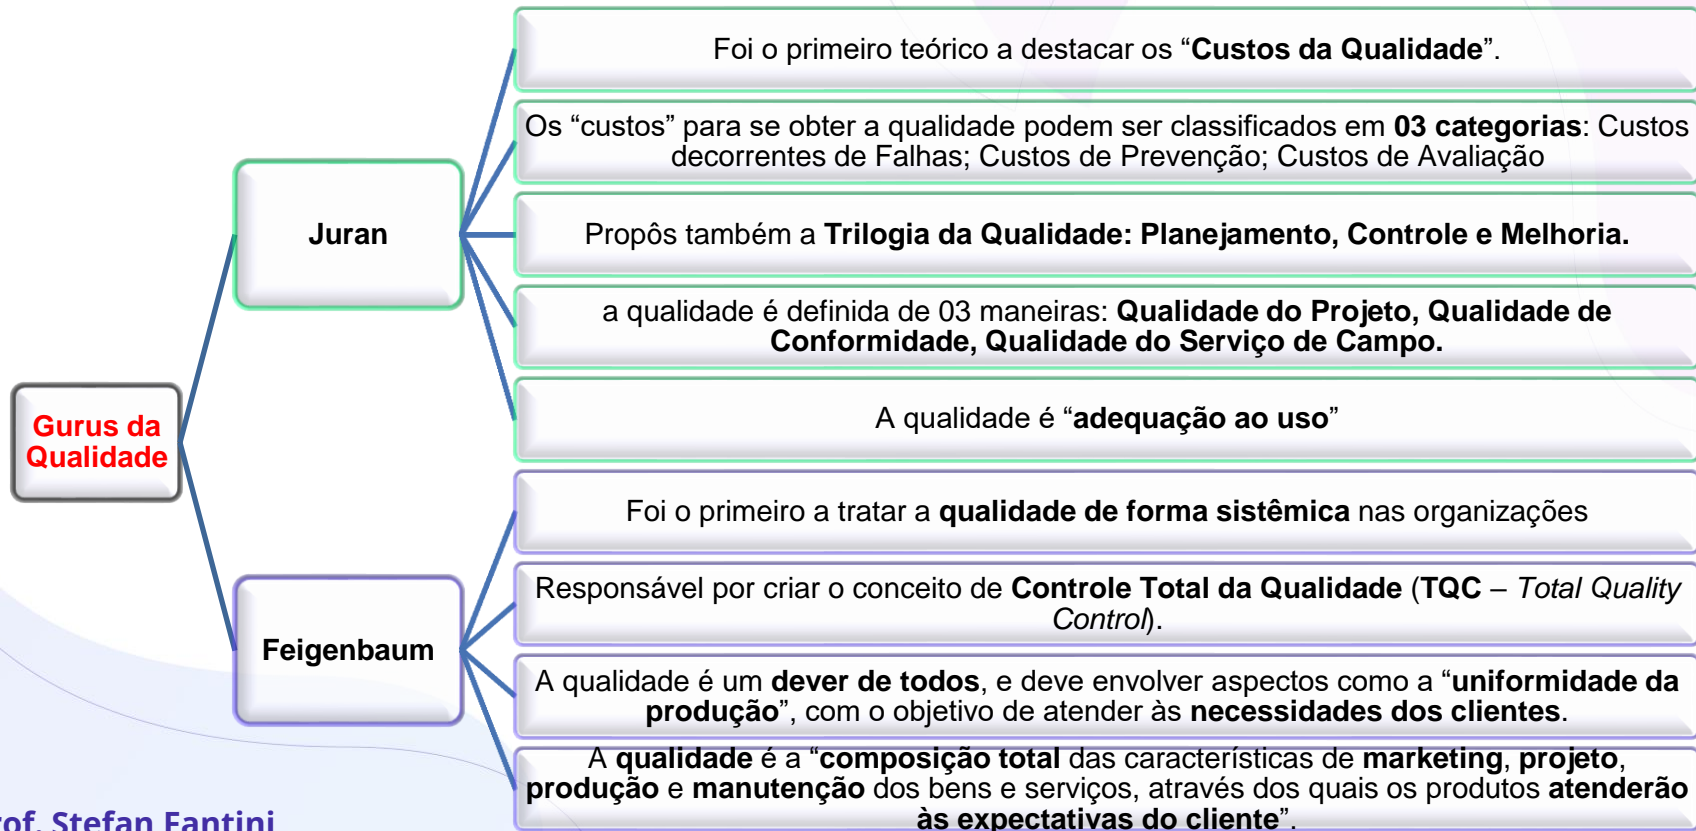 Foi o primeiro teórico a destacar os “Custos da Qualidade”.
Os “custos” para se obter a qualidade podem ser classificados em 03 categorias: Custos
decorrentes de Falhas; Custos de Prevenção; Custos de Avaliação
Juran
Propôs também a Trilogia da Qualidade: Planejamento, Controle e Melhoria.
a qualidade é definida de 03 maneiras: Qualidade do Projeto, Qualidade de
Conformidade, Qualidade do Serviço de Campo.
A qualidade é “adequação ao uso”
Gurus da
Qualidade
Foi o primeiro a tratar a qualidade de forma sistêmica nas organizações
Responsável por criar o conceito de Controle Total da Qualidade (TQC – Total Quality
Control).
Feigenbaum
A qualidade é um dever de todos, e deve envolver aspectos como a “uniformidade da
produção”, com o objetivo de atender às necessidades dos clientes.
A qualidade é a “composição total das características de marketing, projeto,
produção e manutenção dos bens e serviços, através dos quais os produtos atenderão
às expectativas do cliente”.
rof. Stefan Fantini